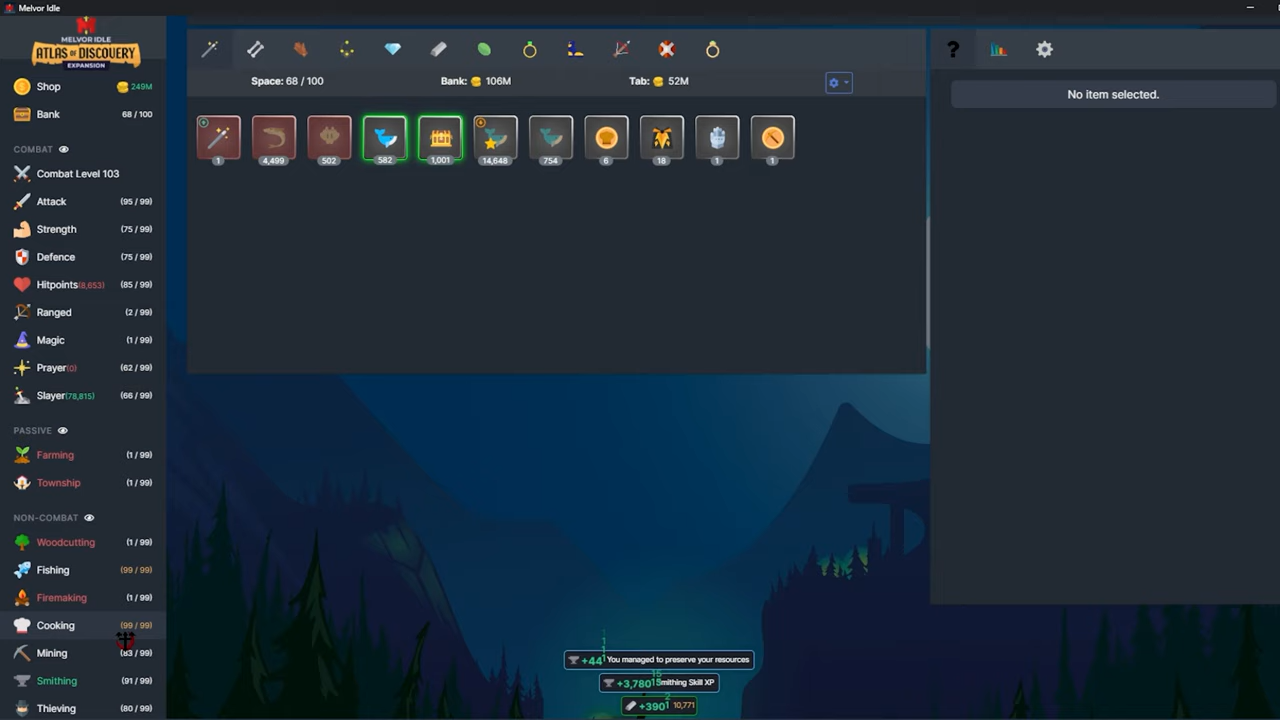 Melvor Idle
MELVOR IDLE
ATLAS OF DISCOVERY
EXPANSION
Shop 249M
Bank 68 / 100
COMBAT
Combat Level 103
Attack (95 / 99)
Strength (75 / 99)
Defence (75 / 99)
Hitpoints(8,653) (85 / 99)
Ranged (2 / 99)
Magic (1 / 99)
Prayer(0) (62 / 99)
Slayer(78,815) (66 / 99)
PASSIVE
Farming (1 / 99)
Township (1 / 99)
NON-COMBAT
Woodcutting (1 / 99)
Fishing (99 / 99)
Firemaking (1 / 99)
Cooking (99 / 99)
Mining (83 / 99)
Smithing (91 / 99)
Thieving (80 / 99)
Space: 68 / 100 Bank: 106M Tab: 52M
1 4,499 502 582 1,001 14,648 754 6 18 1 1
? No item selected.
+44 You managed to preserve your resources
+3,780 Smithing Skill XP
+390 10,771